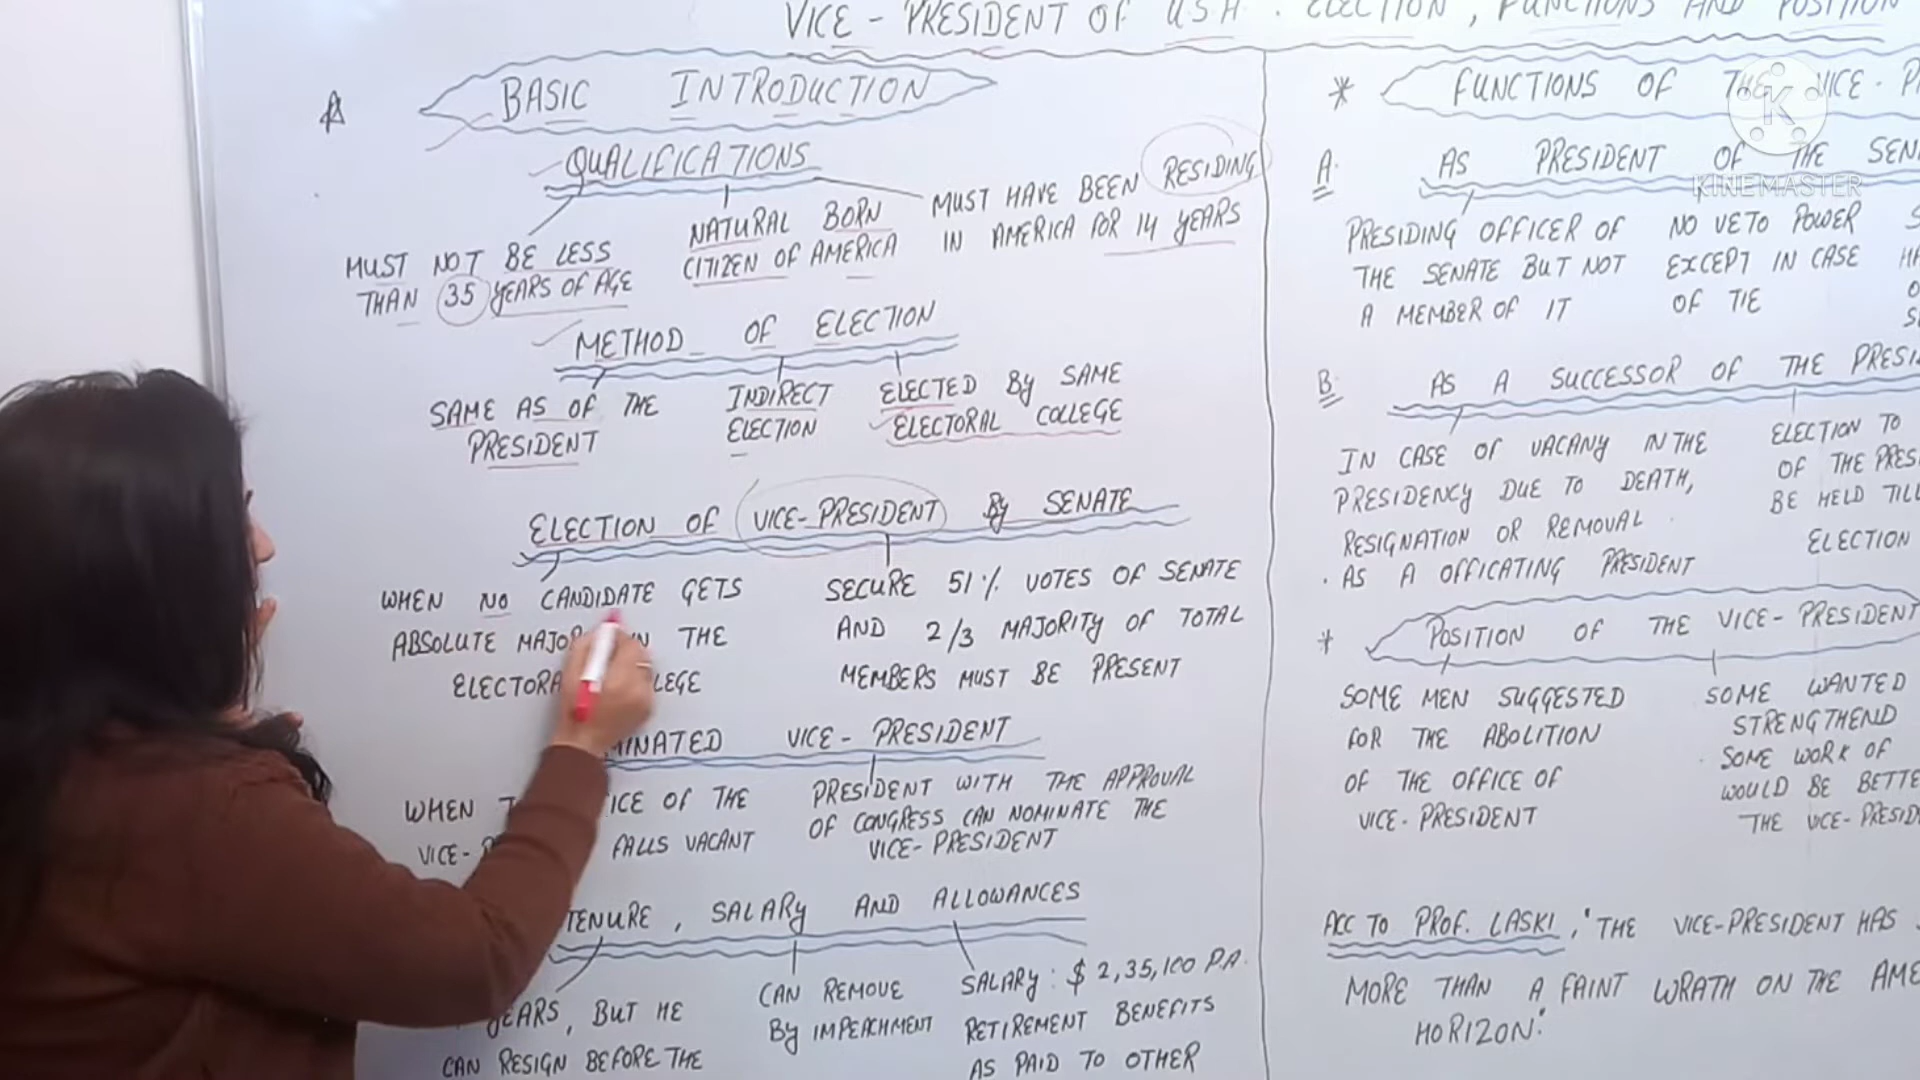 VICE-PRESIDENT OF U.S.A. ELECTION, FUNCTIONS AND POSITION
BASIC INTRODUCTION
QUALIFICATIONS
MUST NOT BE LESS
THAN 35 YEARS OF AGE
NATURAL BORN
CITIZEN OF AMERICA
MUST HAVE BEEN RESIDING
IN AMERICA FOR 14 YEARS
METHOD OF ELECTION
SAME AS OF THE
PRESIDENT
INDIRECT
ELECTION
ELECTED By SAME
ELECTORAL COLLEGE
ELECTION OF VICE-PRESIDENT By SENATE
WHEN NO CANDIDATE GETS
ABSOLUTE IN THE
ELECTORAL
SECURE 51% VOTES OF SENATE
AND 2/3 MAJORITY OF TOTAL
MEMBERS MUST BE PRESENT
VICE-PRESIDENT
WHEN OF THE
VICE- FALLS VACANT
PRESIDENT WITH THE APPROVAL
OF CONGRESS CAN NOMINATE THE
VICE-PRESIDENT
TENURE, SALARy AND ALLOWANCES
YEARS, BUT HE
CAN RESIGN BEFORE THE
CAN REMOVE
By IMPEACHMENT
SALARY: $ 2,35,100 P.A.
RETIREMENT BENEFITS
AS PAID TO OTHER
* FUNCTIONS OF THE VICE-
K
KINEMASTER
A. AS PRESIDENT OF THE
PRESIDING OFFICER OF
THE SENATE BUT NOT
A MEMBER OF IT
NO VETO POWER
EXCEPT IN CASE
OF TIE
B. AS A SUCCESSOR OF THE
IN CASE OF VACANY IN THE
PRESIDENCY DUE TO DEATH,
RESIGNATION OR REMOVAL
. AS A OFFICATING PRESIDENT
ELECTION TO
OF THE
BE HELD TILL
ELECTION
* POSITION OF THE VICE-PRESIDENT
SOME MEN SUGGESTED
FOR THE ABOLITION
OF THE OFFICE OF
VICE-PRESIDENT
SOME WANTED
STRENGTHEND
SOME WORK OF
WOULD BE
THE VICE-
ACC TO PROF. LASKI, "THE VICE-PRESIDENT HAS
MORE THAN A FAINT WRATH ON THE
HORIZON."